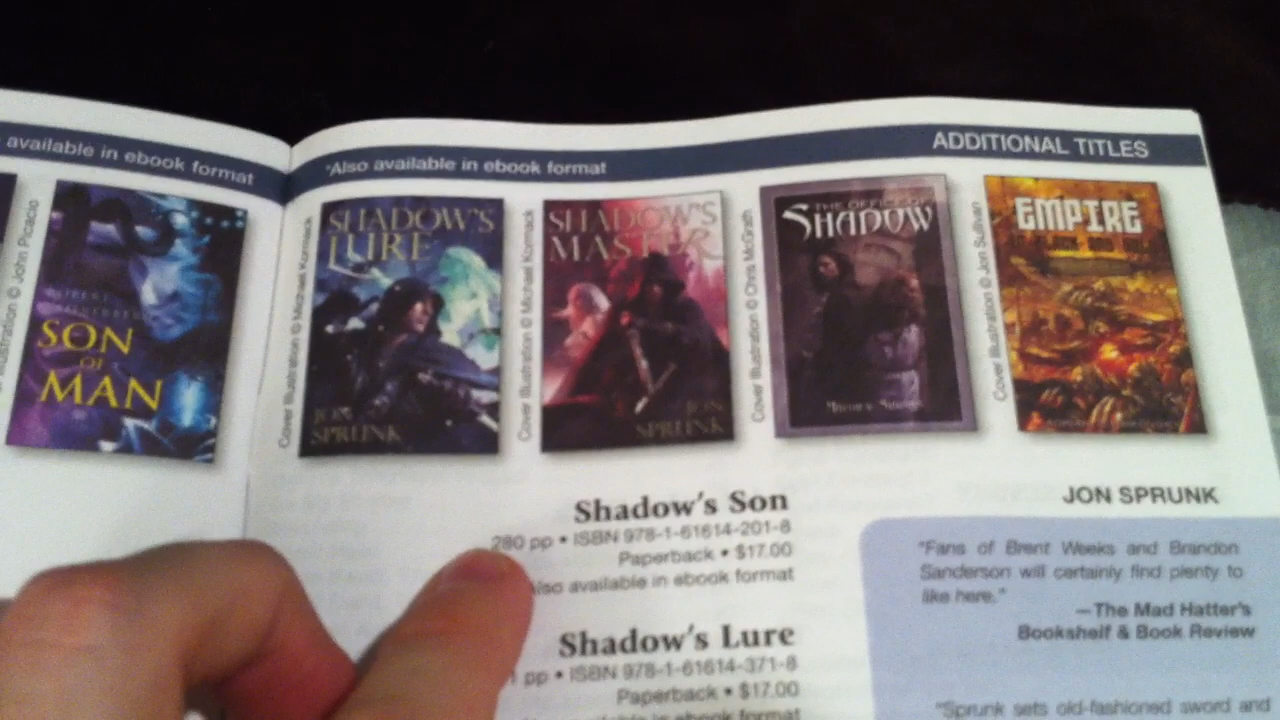 available in ebook format
*Also available in ebook format
ADDITIONAL TITLES
Illustration © John Picacio
SON
OF
MAN
Cover Illustration © Michael Komarck
SHADOW'S
LURE
JON
SPRUNK
Cover Illustration © Michael Komarck
SHADOW'S
MASTER
JON
SPRUNK
Cover Illustration © Chris McGrath
THE OFFICE OF
SHADOW
Cover Illustration © Jon Sullivan
EMPIRE
Shadow's Son
280 pp • ISBN 978-1-61614-201-8
Paperback • $17.00
Also available in ebook format
Shadow's Lure
pp • ISBN 978-1-61614-371-8
Paperback • $17.00
available in ebook format
JON SPRUNK
"Fans of Brent Weeks and Brandon
Sanderson will certainly find plenty to
like here."
—The Mad Hatter's
Bookshelf & Book Review
"Sprunk sets old-fashioned sword and